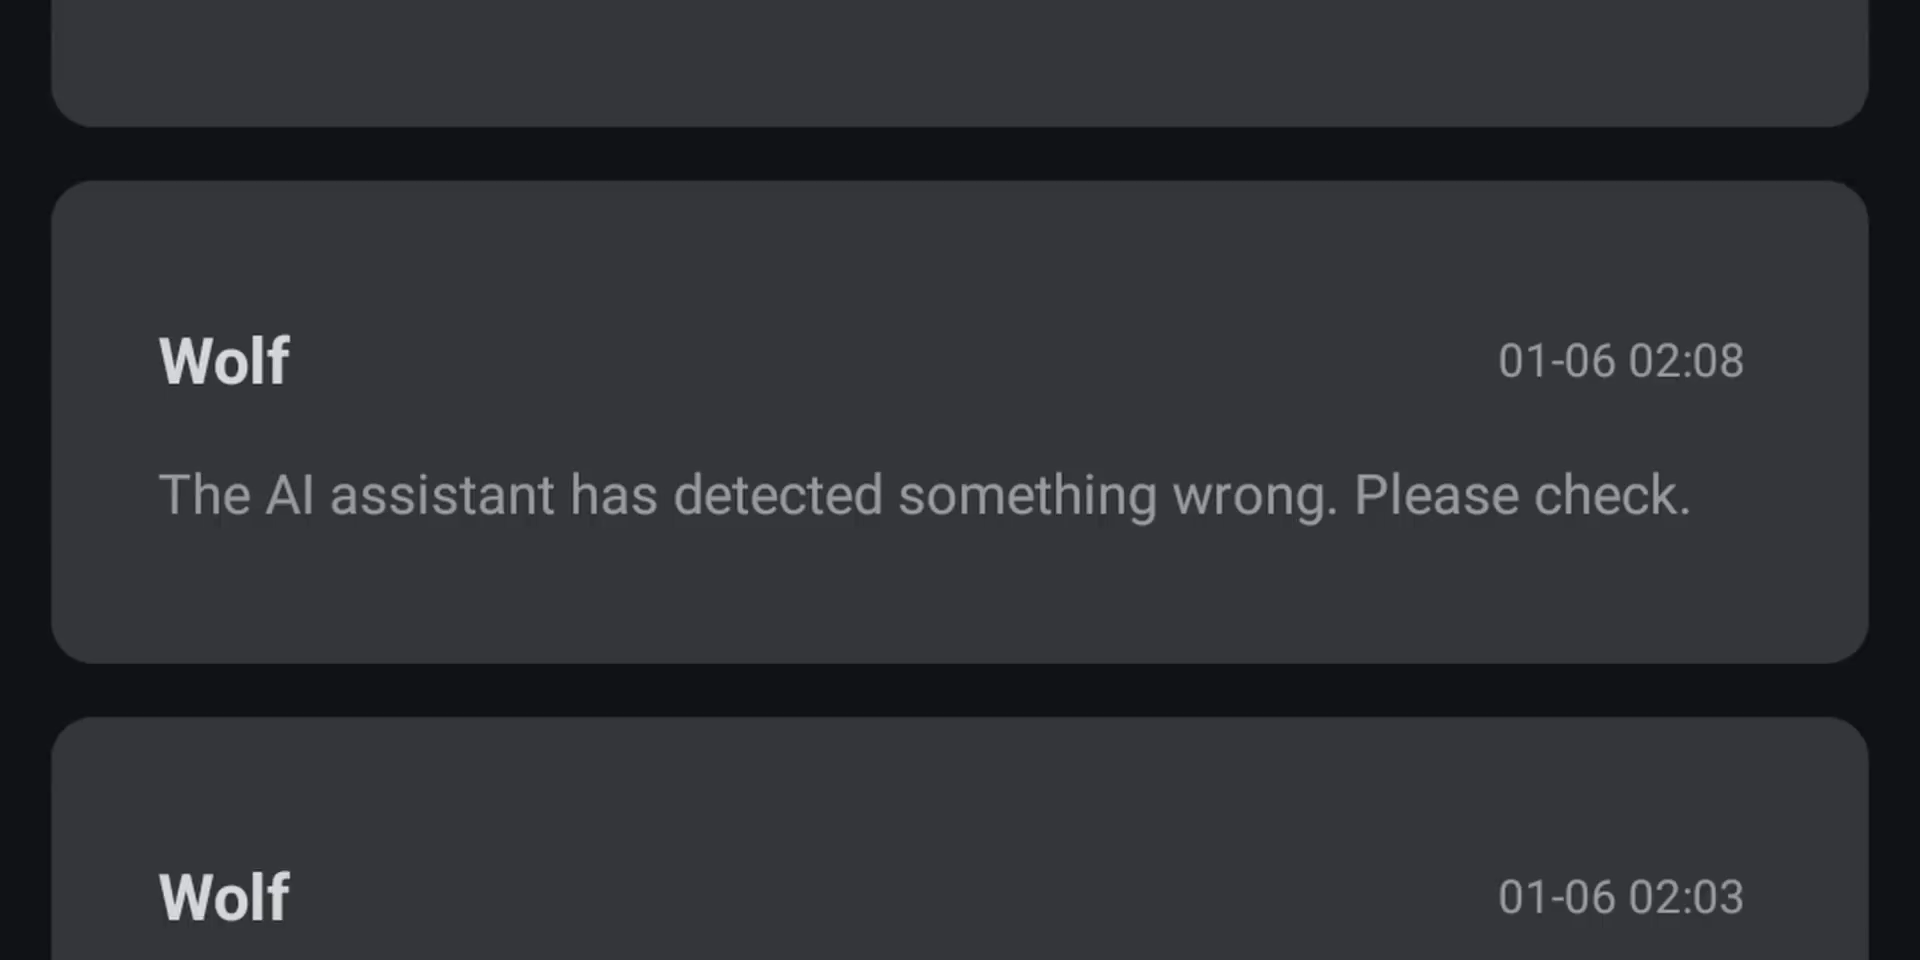 Wolf 01-06 02:08
The AI assistant has detected something wrong. Please check.
Wolf 01-06 02:03